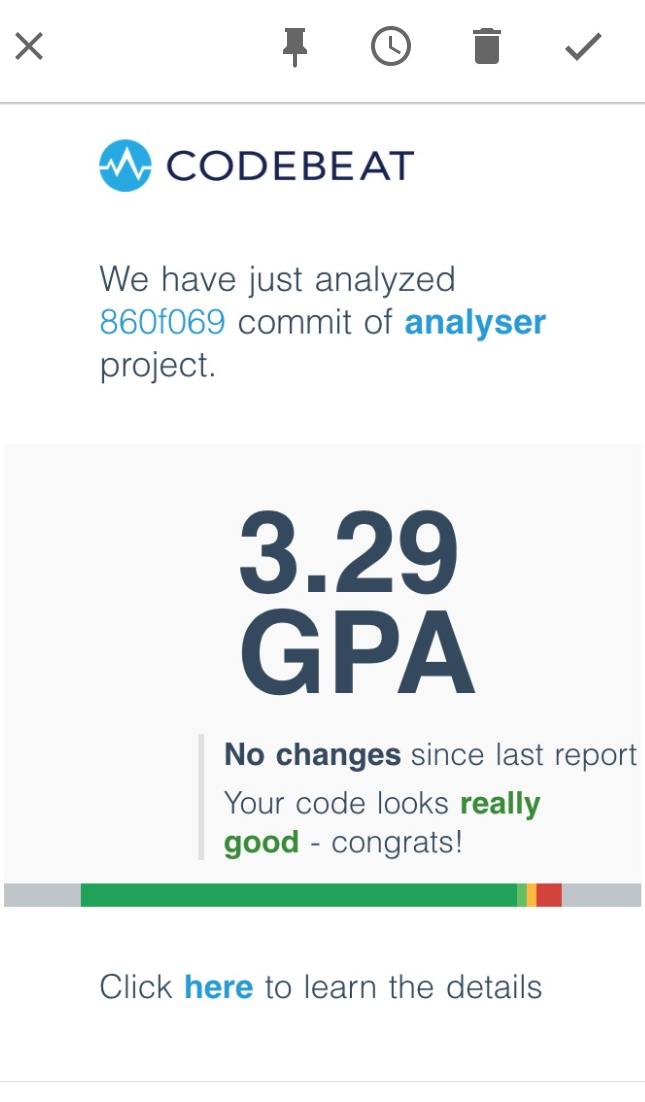 CODEBEAT
We have just analyzed
860f069 commit of analyser
project.
3.29
GPA
No changes since last report
Your code looks really
good - congrats!
Click here to learn the details